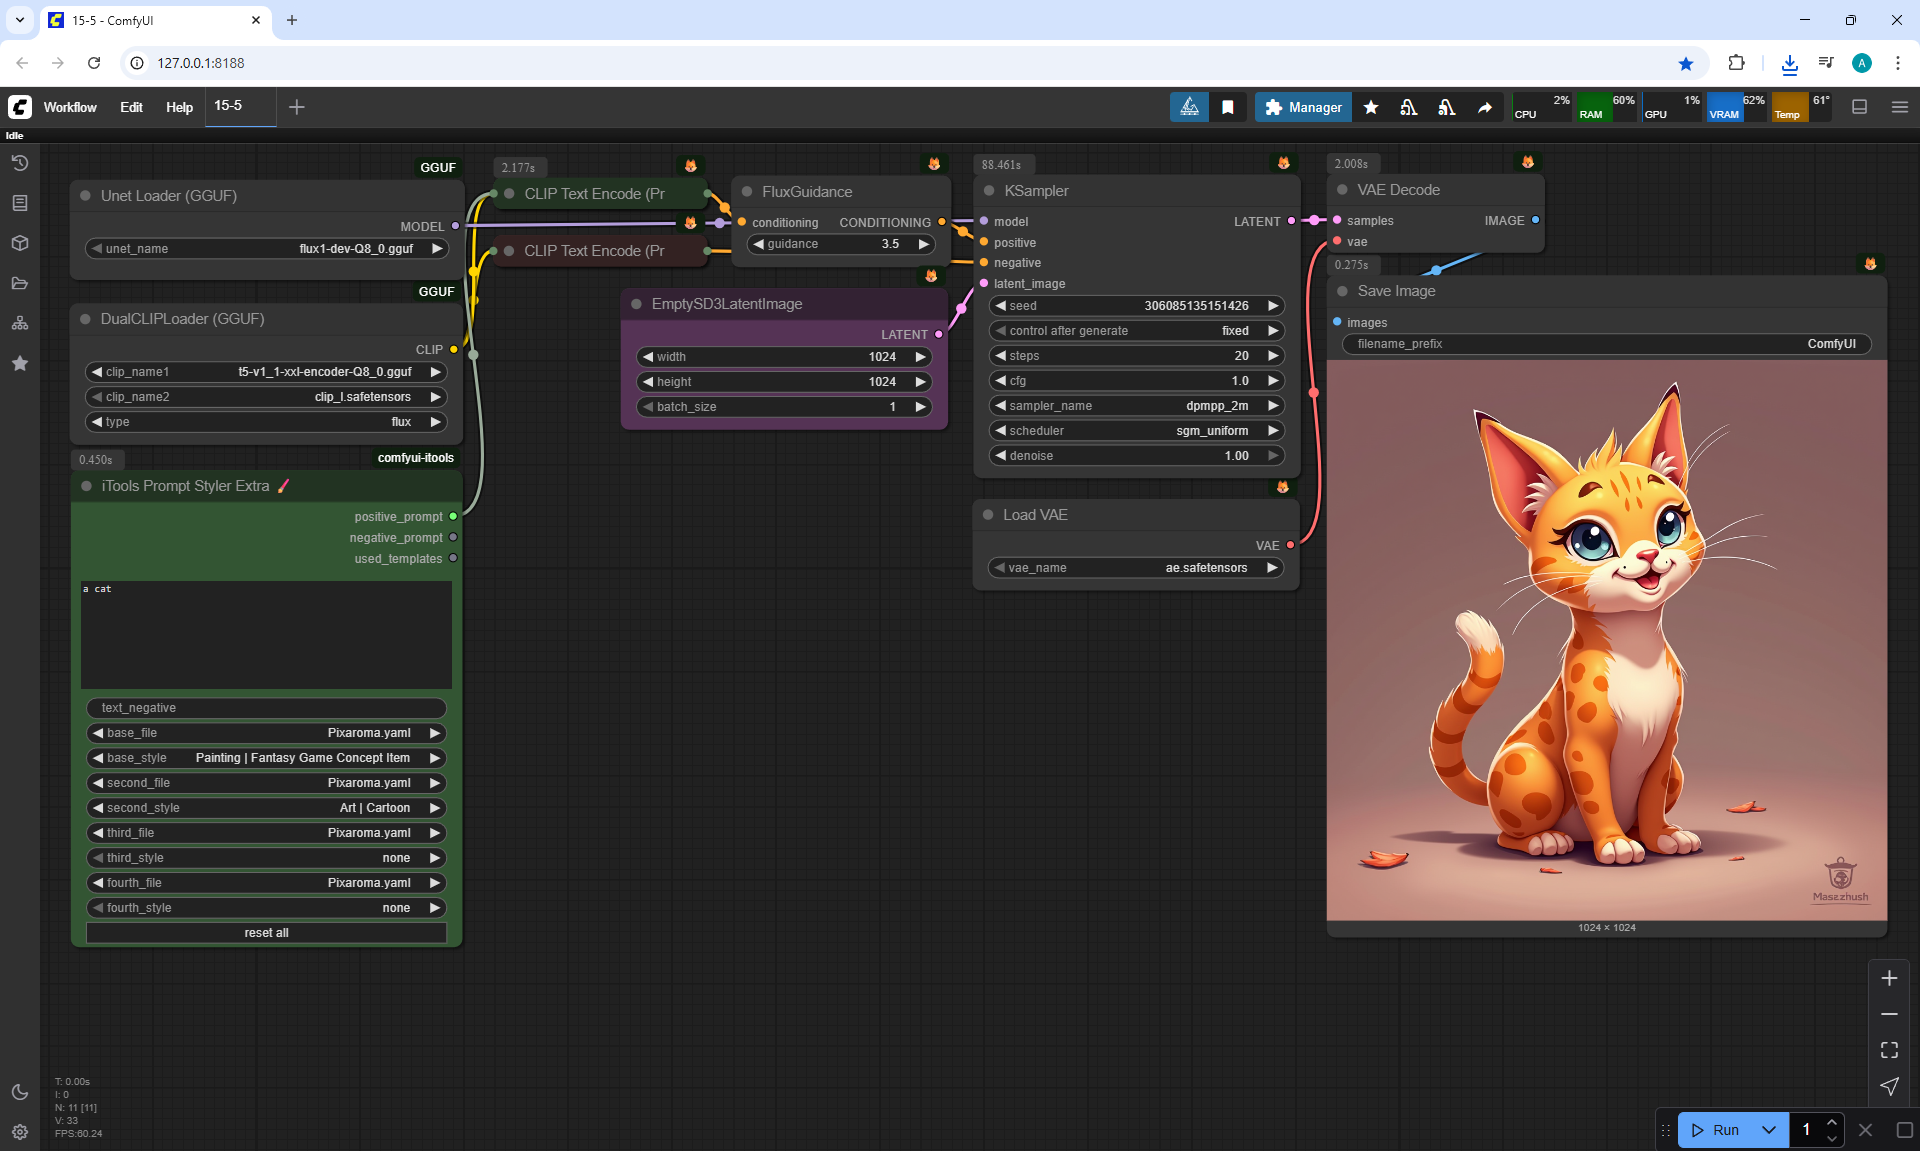 15-5 - ComfyUI
127.0.0.1:8188
A
Workflow Edit Help 15-5
Manager
CPU 2%
RAM 60%
GPU 1%
VRAM 62%
Temp 61°
Idle
GGUF
Unet Loader (GGUF)
MODEL
unet_name flux1-dev-Q8_0.gguf
GGUF
DualCLIPLoader (GGUF)
CLIP
clip_name1 t5-v1_1-xxl-encoder-Q8_0.gguf
clip_name2 clip_l.safetensors
type flux
0.450s
comfyui-itools
iTools Prompt Styler Extra
positive_prompt
negative_prompt
used_templates
a cat
text_negative
base_file Pixaroma.yaml
base_style Painting | Fantasy Game Concept Item
second_file Pixaroma.yaml
second_style Art | Cartoon
third_file Pixaroma.yaml
third_style none
fourth_file Pixaroma.yaml
fourth_style none
reset all
2.177s
CLIP Text Encode (Pr
CLIP Text Encode (Pr
FluxGuidance
conditioning CONDITIONING
guidance 3.5
EmptySD3LatentImage
LATENT
width 1024
height 1024
batch_size 1
88.461s
KSampler
model LATENT
positive
negative
latent_image
seed 306085135151426
control after generate fixed
steps 20
cfg 1.0
sampler_name dpmpp_2m
scheduler sgm_uniform
denoise 1.00
Load VAE
VAE
vae_name ae.safetensors
2.008s
VAE Decode
samples IMAGE
vae
0.275s
Save Image
images
filename_prefix ComfyUI
1024 × 1024
T: 0.00s
I: 0
N: 11 [11]
V: 33
FPS:60.24
Run 1